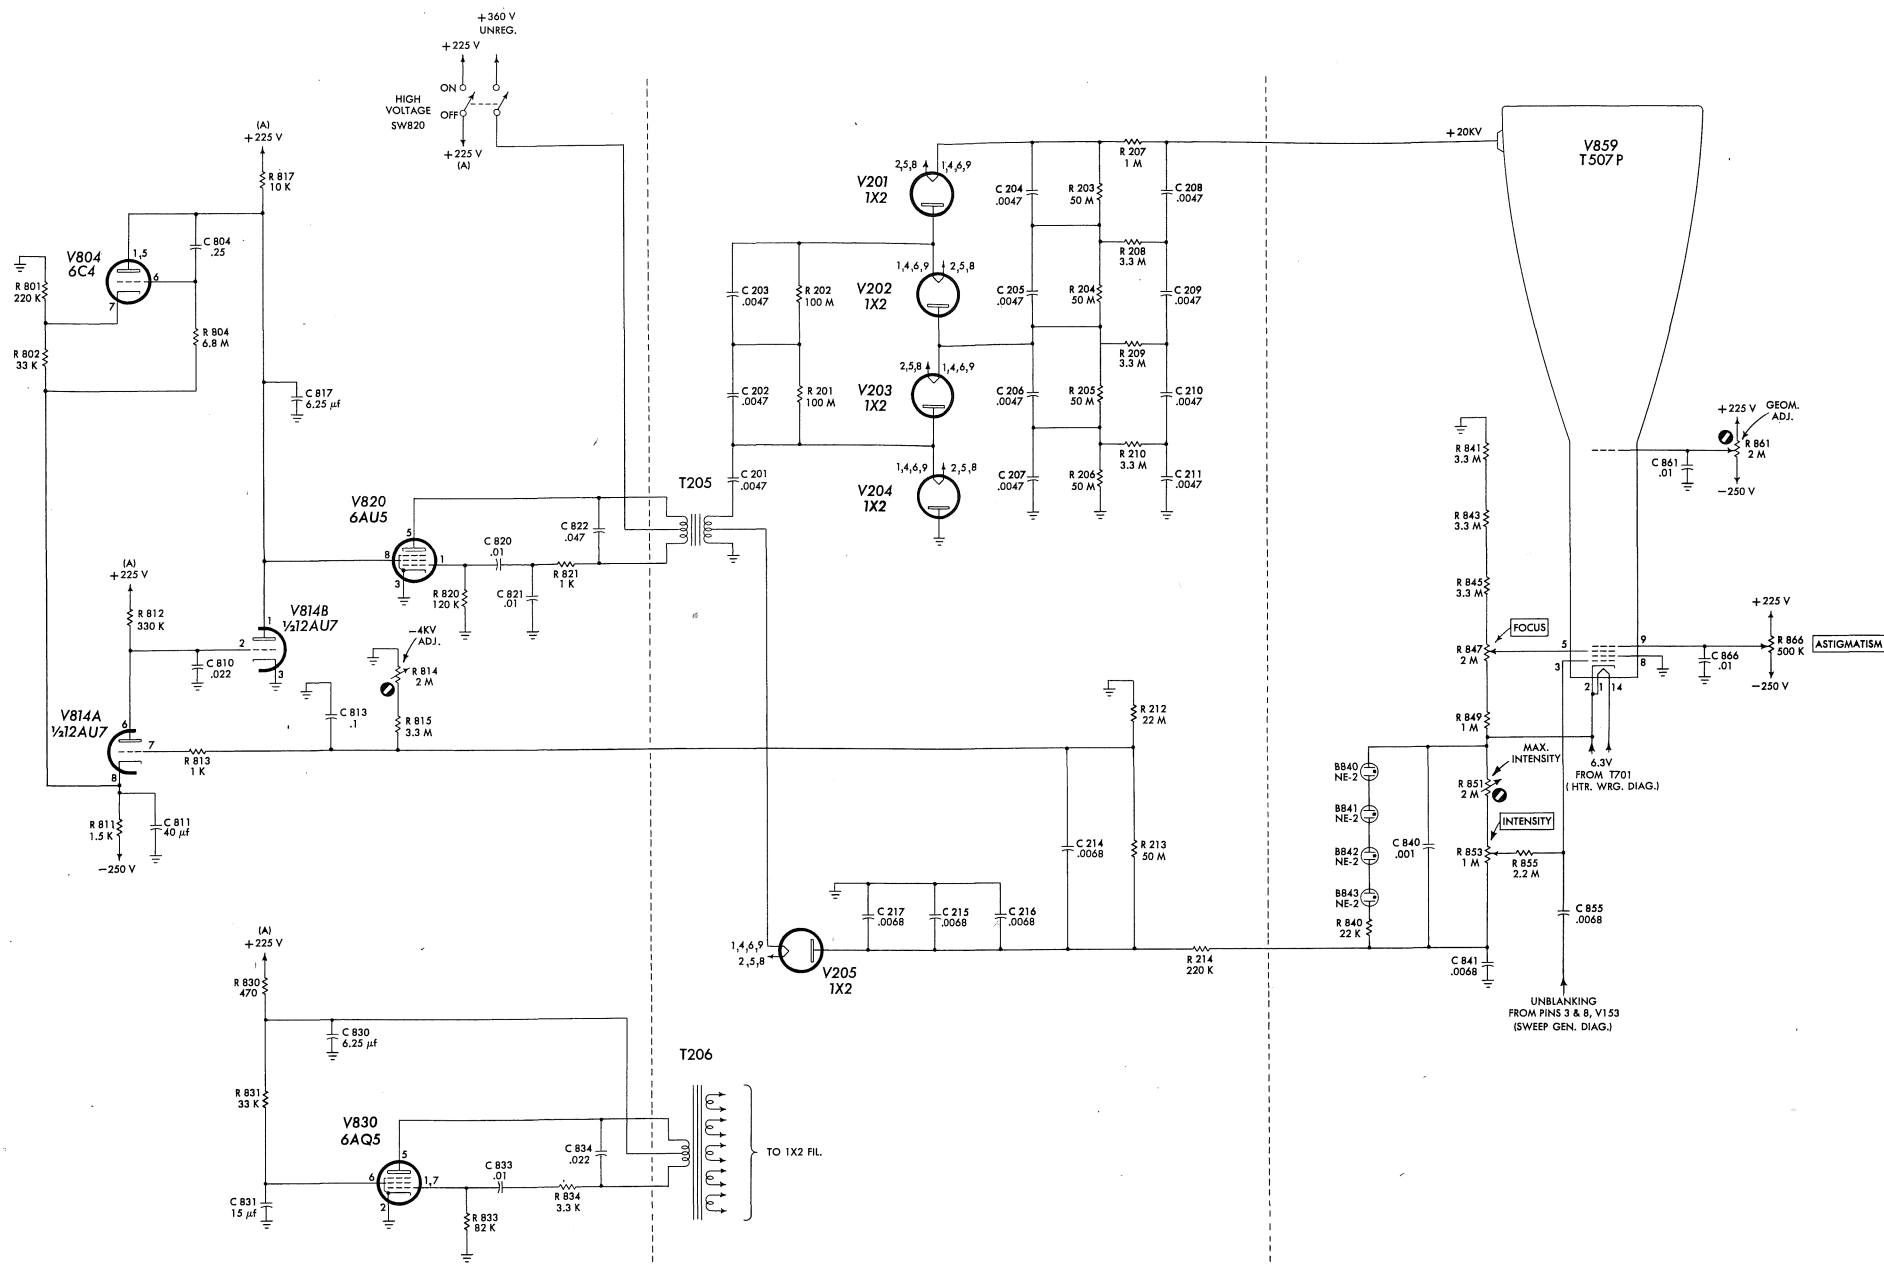 +360 V
UNREG.
+225 V
ON
OFF
HIGH
VOLTAGE
SW820
+225 V
(A)
(A)
+225 V
R 817
10 K
V804
6C4
1,5
6
7
C 804
.25
R 801
220 K
R 804
6.8 M
R 802
33 K
C 817
6.25 µf
V820
6AU5
5
8
1
3
C 820
.01
C 822
.047
R 821
1 K
R 820
120 K
C 821
.01
(A)
+225 V
R 812
330 K
V814B
½12AU7
1
2
3
C 810
.022
−4KV
ADJ.
R 814
2 M
C 813
.1
R 815
3.3 M
V814A
½12AU7
6
7
8
R 813
1 K
R 811
1.5 K
C 811
40 µf
−250 V
(A)
+225 V
R 830
470
C 830
6.25 µf
R 831
33 K
V830
6AQ5
5
6
1,7
2
C 831
15 µf
C 833
.01
C 834
.022
R 834
3.3 K
R 833
82 K
T205
T206
TO 1X2 FIL.
V201
1X2
2,5,8
1,4,6,9
V202
1X2
1,4,6,9
2,5,8
V203
1X2
2,5,8
1,4,6,9
V204
1X2
1,4,6,9
2,5,8
C 203
.0047
R 202
100 M
C 202
.0047
R 201
100 M
C 201
.0047
R 207
1 M
C 204
.0047
R 203
50 M
C 208
.0047
R 208
3.3 M
C 205
.0047
R 204
50 M
C 209
.0047
R 209
3.3 M
C 206
.0047
R 205
50 M
C 210
.0047
R 210
3.3 M
C 207
.0047
R 206
50 M
C 211
.0047
R 212
22 M
C 214
.0068
R 213
50 M
C 217
.0068
C 215
.0068
C 216
.0068
1,4,6,9
2,5,8
V205
1X2
R 214
220 K
+20KV
V859
T507P
+225 V
GEOM.
ADJ.
R 861
2 M
C 861
.01
−250 V
R 841
3.3 M
R 843
3.3 M
R 845
3.3 M
FOCUS
R 847
2 M
5
3
9
8
2
1
14
+225 V
R 866
500 K
ASTIGMATISM
C 866
.01
−250 V
R 849
1 M
MAX.
INTENSITY
6.3V
FROM T701
(HTR. WRG. DIAG.)
B840
NE-2
B841
NE-2
B842
NE-2
B843
NE-2
R 840
22 K
C 840
.001
R 851
2 M
INTENSITY
R 853
1 M
R 855
2.2 M
C 855
.0068
C 841
.0068
UNBLANKING
FROM PINS 3 & 8, V153
(SWEEP GEN. DIAG.)